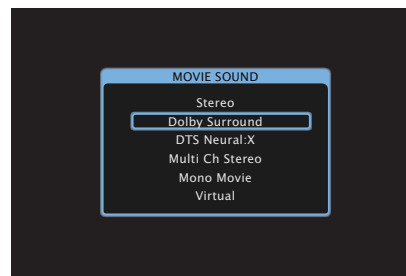 MOVIE SOUND
Stereo
Dolby Surround
DTS Neural:X
Multi Ch Stereo
Mono Movie
Virtual